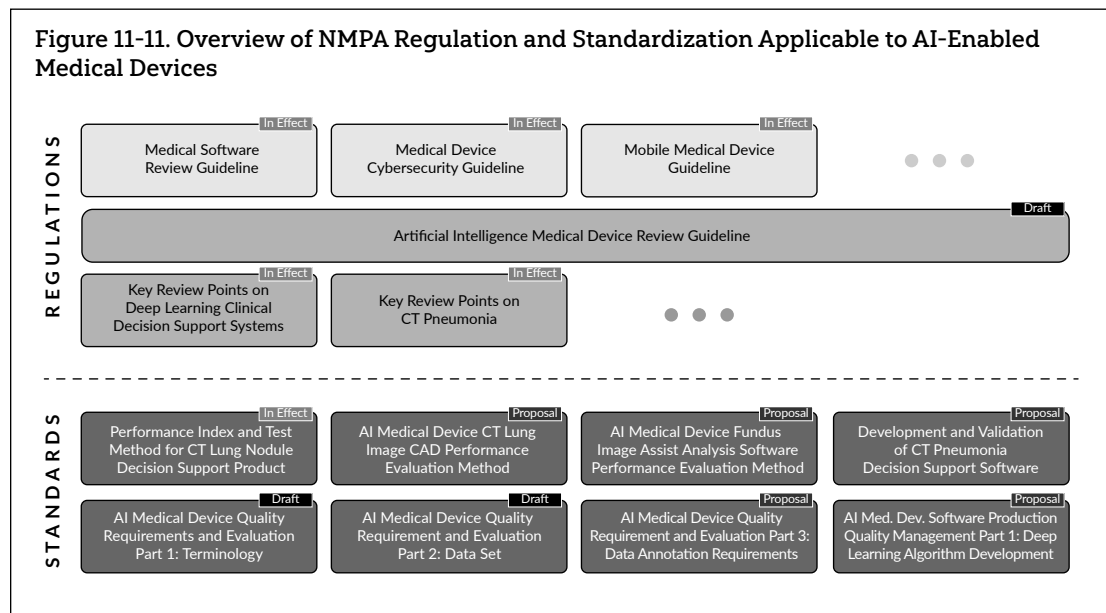 Figure 11-11. Overview of NMPA Regulation and Standardization Applicable to AI-Enabled
Medical Devices
REGULATIONS
In Effect
Medical Software
Review Guideline
In Effect
Medical Device
Cybersecurity Guideline
In Effect
Mobile Medical Device
Guideline
Draft
Artificial Intelligence Medical Device Review Guideline
In Effect
Key Review Points on
Deep Learning Clinical
Decision Support Systems
In Effect
Key Review Points on
CT Pneumonia
STANDARDS
In Effect
Performance Index and Test
Method for CT Lung Nodule
Decision Support Product
Proposal
AI Medical Device CT Lung
Image CAD Performance
Evaluation Method
Proposal
AI Medical Device Fundus
Image Assist Analysis Software
Performance Evaluation Method
Proposal
Development and Validation
of CT Pneumonia
Decision Support Software
Draft
AI Medical Device Quality
Requirements and Evaluation
Part 1: Terminology
Draft
AI Medical Device Quality
Requirement and Evaluation
Part 2: Data Set
Proposal
AI Medical Device Quality
Requirement and Evaluation Part 3:
Data Annotation Requirements
Proposal
AI Med. Dev. Software Production
Quality Management Part 1: Deep
Learning Algorithm Development